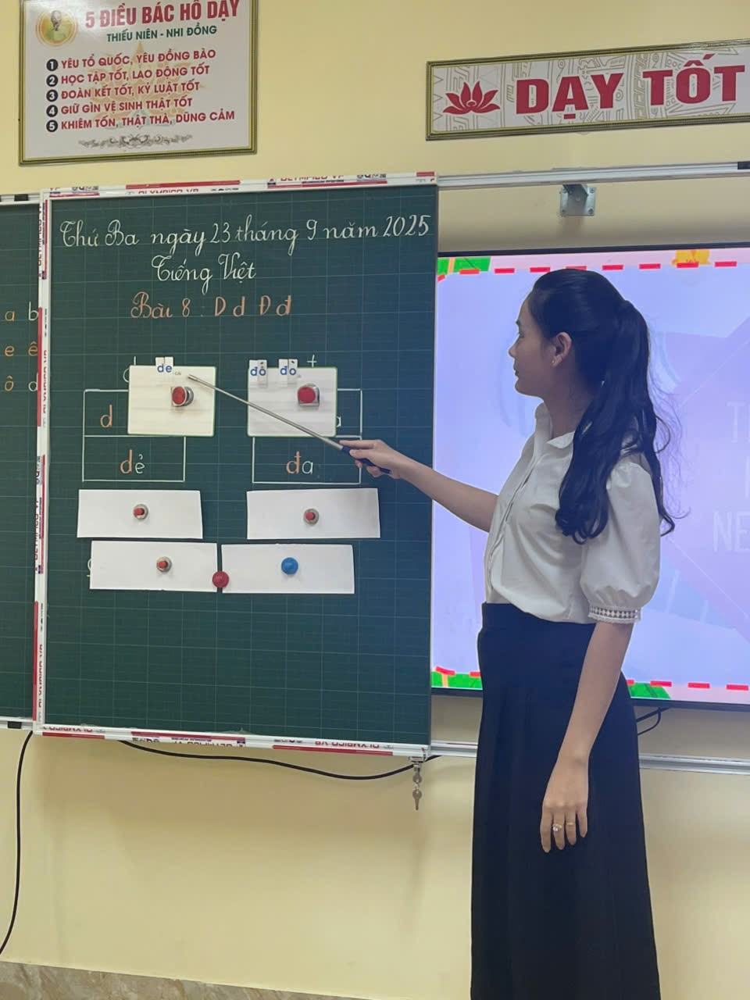 5 ĐIỀU BÁC HỒ DẠY
THIẾU NIÊN - NHI ĐỒNG
1 YÊU TỔ QUỐC, YÊU ĐỒNG BÀO
2 HỌC TẬP TỐT, LAO ĐỘNG TỐT
3 ĐOÀN KẾT TỐT, KỶ LUẬT TỐT
4 GIỮ GÌN VỆ SINH THẬT TỐT
5 KHIÊM TỐN, THẬT THÀ, DŨNG CẢM
DẠY TỐT
Thứ Ba ngày 23 tháng 9 năm 2025
Tiếng Việt
Bài 8 : D d Đ đ
a b
e ê
ô
de
đỏ đò
d
dẻ
đa
NE